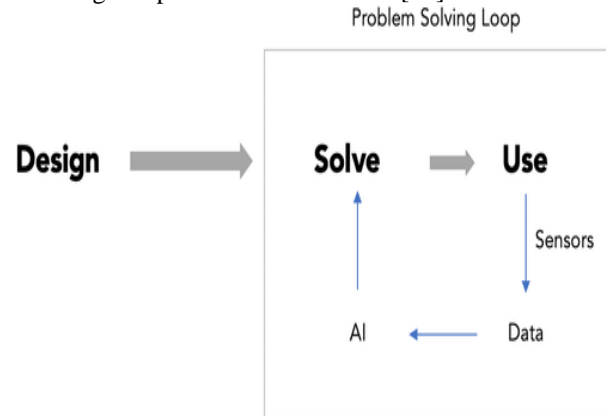 Problem Solving Loop
Design
Solve
Use
Sensors
AI
Data